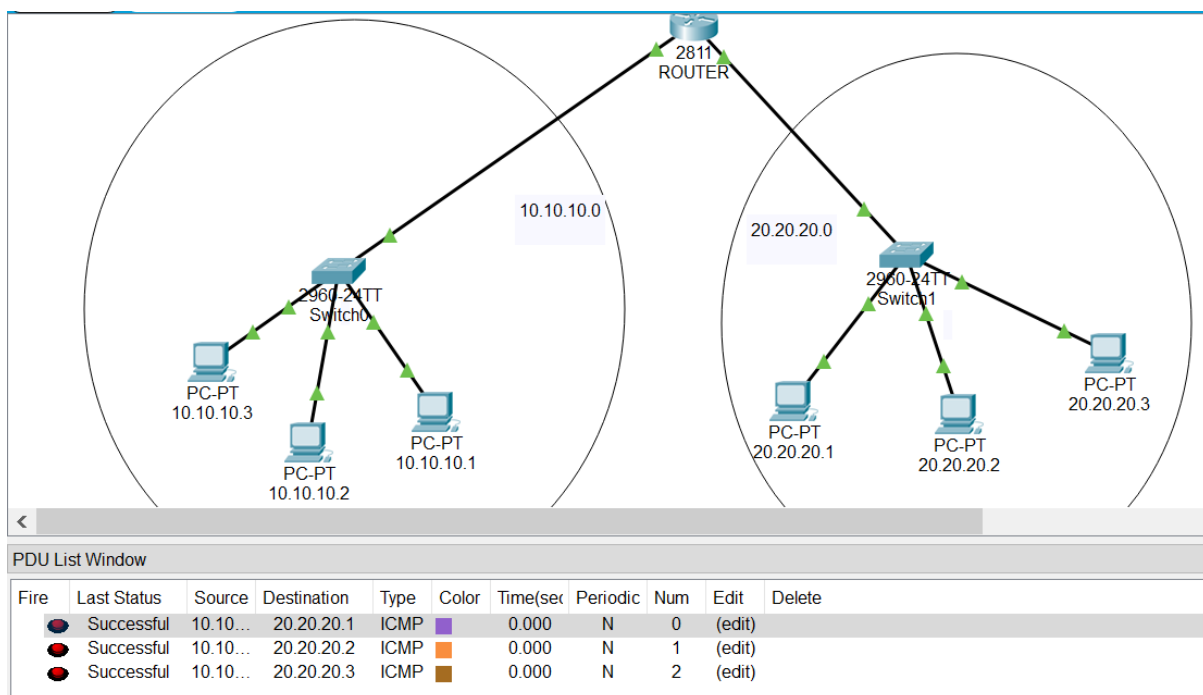 2811
ROUTER
10.10.10.0
20.20.20.0
2960-24TT
Switch0
2960-24TT
Switch1
PC-PT
10.10.10.3
PC-PT
10.10.10.2
PC-PT
10.10.10.1
PC-PT
20.20.20.1
PC-PT
20.20.20.2
PC-PT
20.20.20.3
PDU List Window
Fire Last Status Source Destination Type Color Time(sec Periodic Num Edit Delete
Successful 10.10... 20.20.20.1 ICMP 0.000 N 0 (edit)
Successful 10.10... 20.20.20.2 ICMP 0.000 N 1 (edit)
Successful 10.10... 20.20.20.3 ICMP 0.000 N 2 (edit)